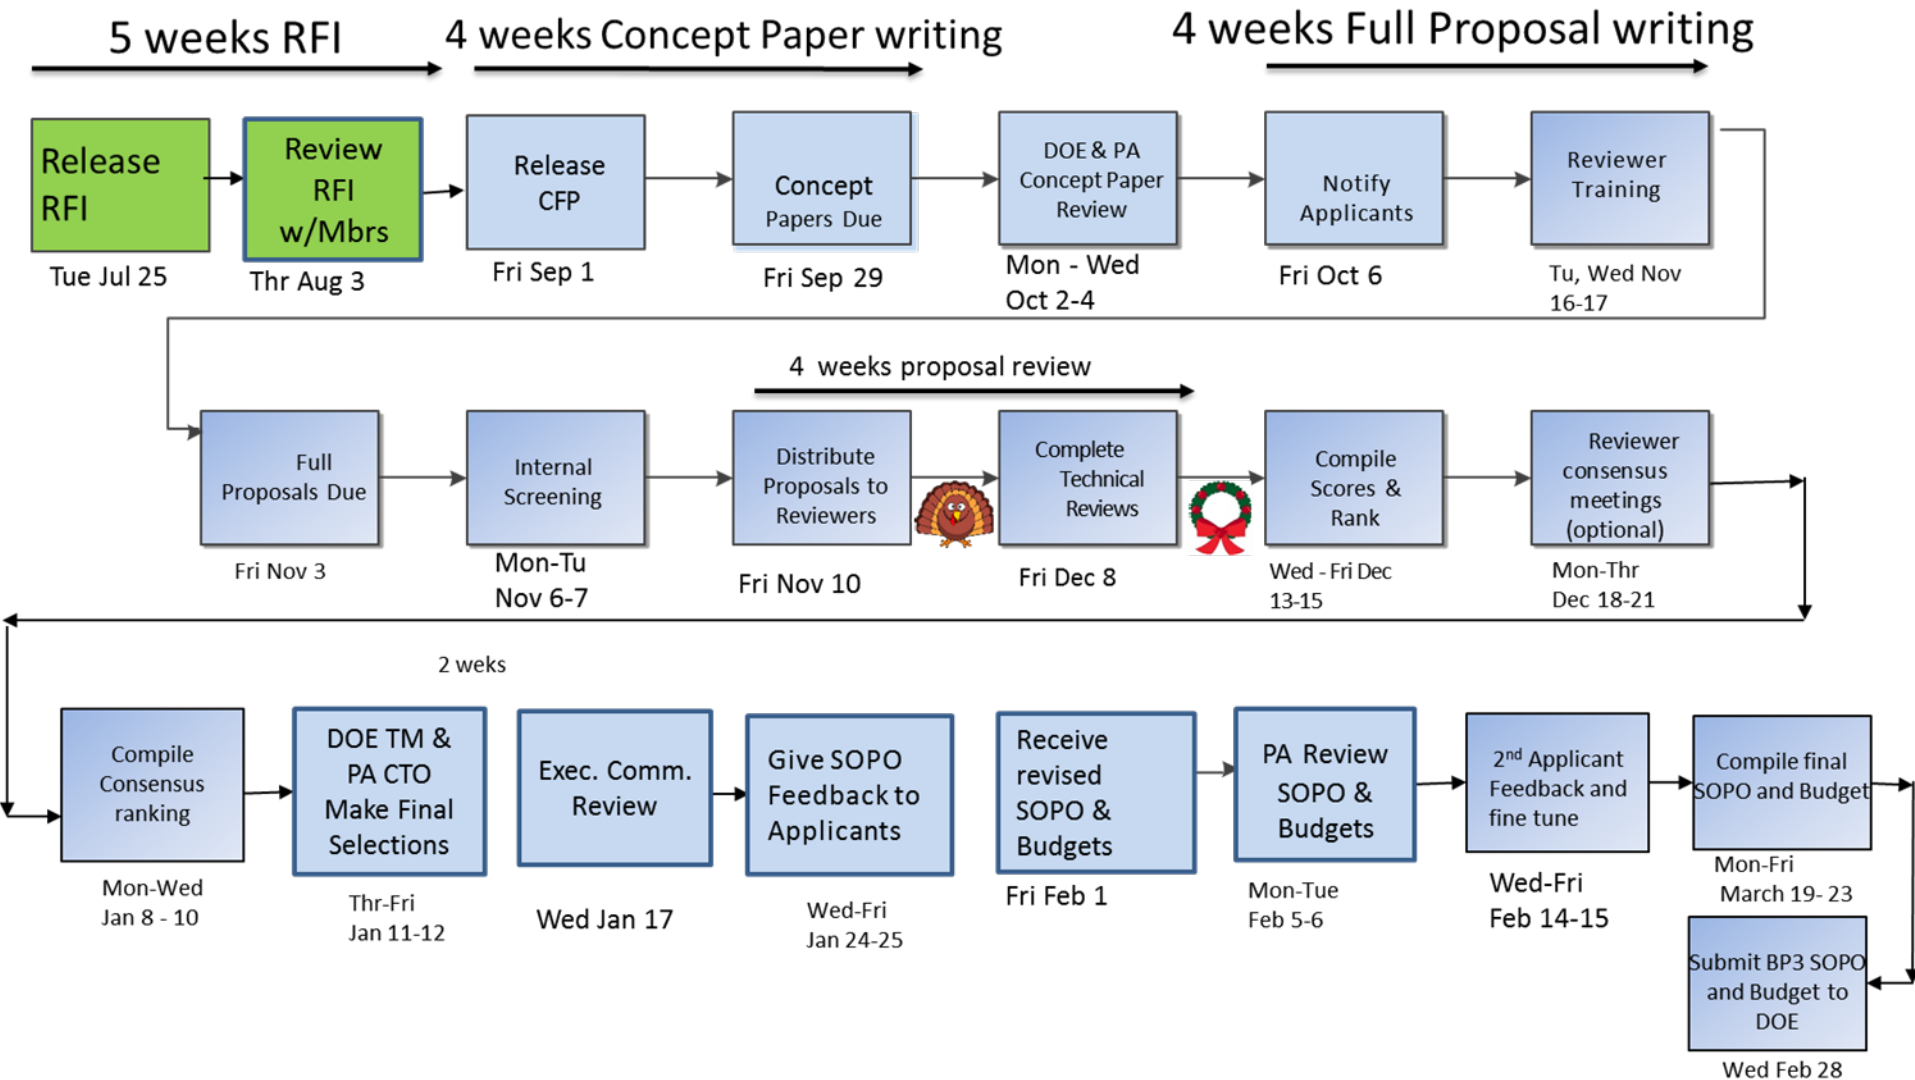 5 weeks RFI
4 weeks Concept Paper writing
4 weeks Full Proposal writing
Release
RFI
Tue Jul 25
Review
RFI
w/Mbrs
Thr Aug 3
Release
CFP
Fri Sep 1
Concept
Papers Due
Fri Sep 29
DOE & PA
Concept Paper
Review
Mon - Wed
Oct 2-4
Notify
Applicants
Fri Oct 6
Reviewer
Training
Tu, Wed Nov
16-17
4 weeks proposal review
Full
Proposals Due
Fri Nov 3
Internal
Screening
Mon-Tu
Nov 6-7
Distribute
Proposals to
Reviewers
Fri Nov 10
Complete
Technical
Reviews
Fri Dec 8
Compile
Scores &
Rank
Wed - Fri Dec
13-15
Reviewer
consensus
meetings
(optional)
Mon-Thr
Dec 18-21
2 weks
Compile
Consensus
ranking
Mon-Wed
Jan 8 - 10
DOE TM &
PA CTO
Make Final
Selections
Thr-Fri
Jan 11-12
Exec. Comm.
Review
Wed Jan 17
Give SOPO
Feedback to
Applicants
Wed-Fri
Jan 24-25
Receive
revised
SOPO &
Budgets
Fri Feb 1
PA Review
SOPO &
Budgets
Mon-Tue
Feb 5-6
2nd Applicant
Feedback and
fine tune
Wed-Fri
Feb 14-15
Compile final
SOPO and Budget
Mon-Fri
March 19- 23
Submit BP3 SOPO
and Budget to
DOE
Wed Feb 28